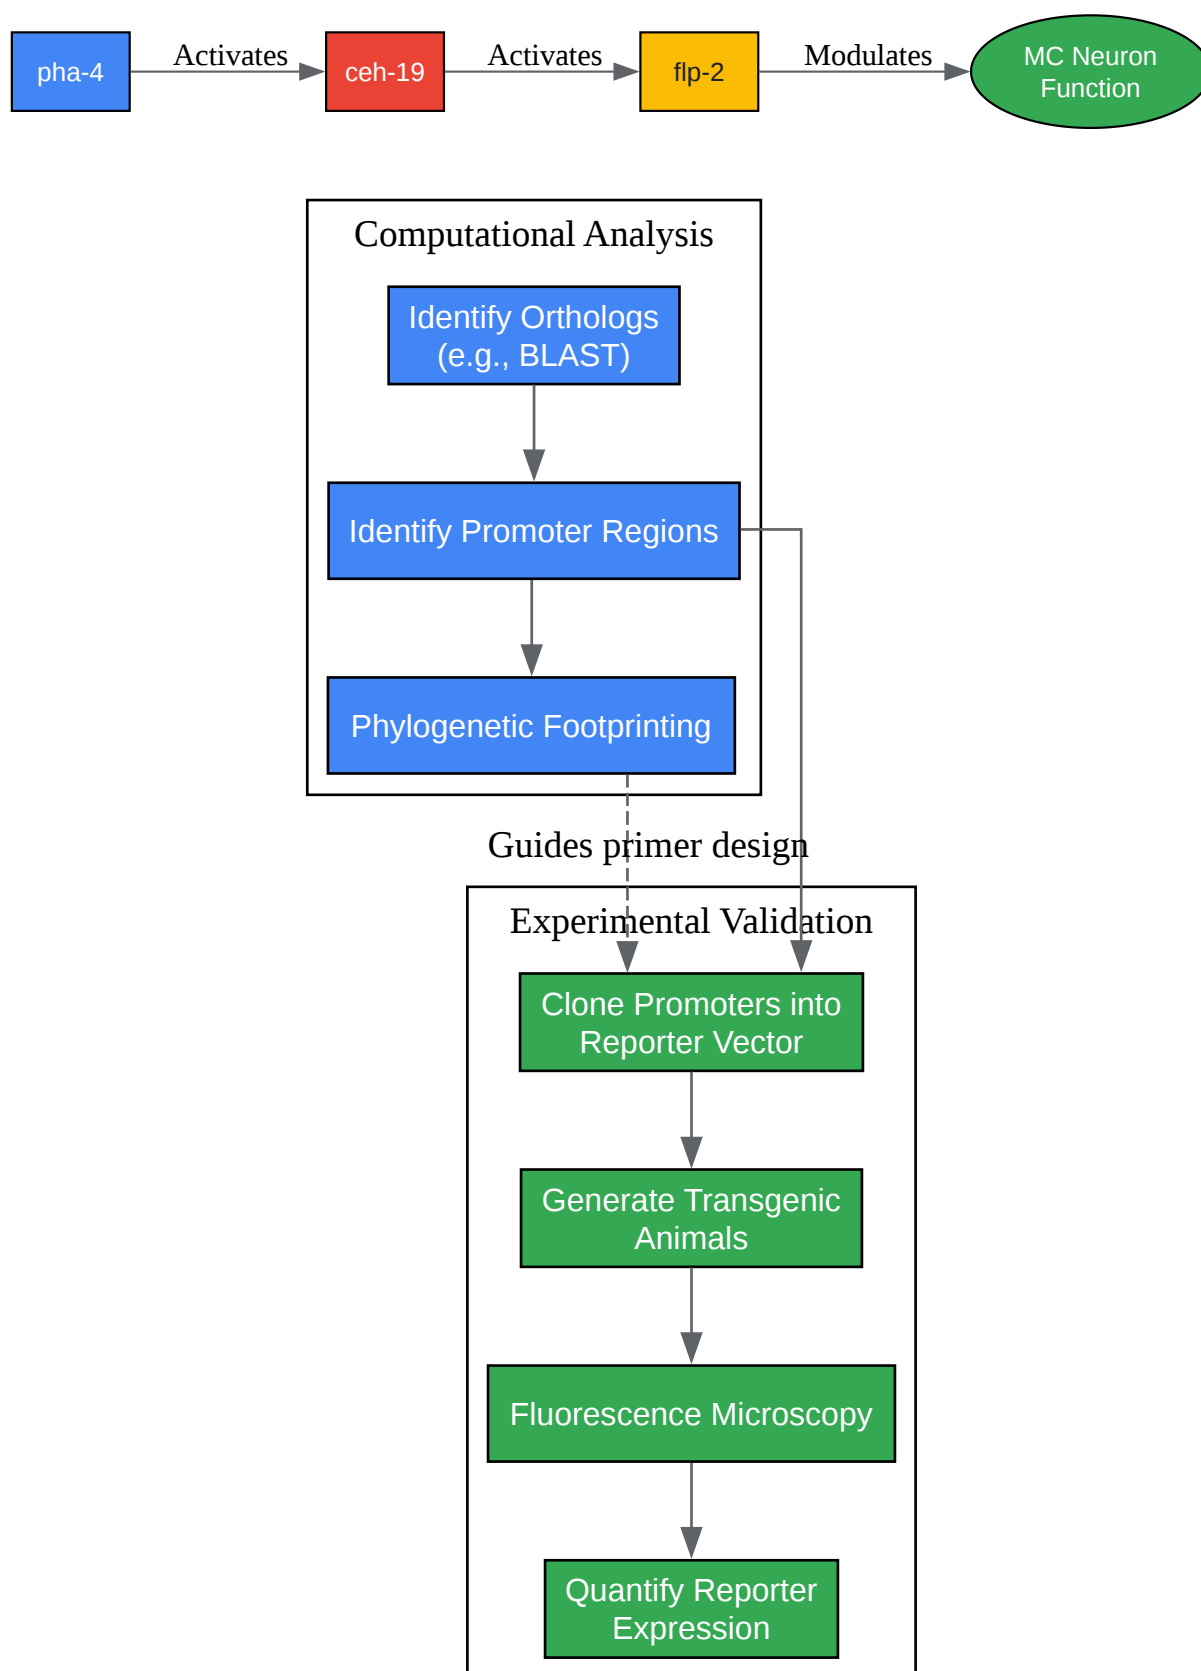 pha-4
Activates
ceh-19
Activates
flp-2
Modulates
MC Neuron
Function
Computational Analysis
Identify Orthologs
(e.g., BLAST)
Identify Promoter Regions
Phylogenetic Footprinting
Guides primer design
Experimental Validation
Clone Promoters into
Reporter Vector
Generate Transgenic
Animals
Fluorescence Microscopy
Quantify Reporter
Expression